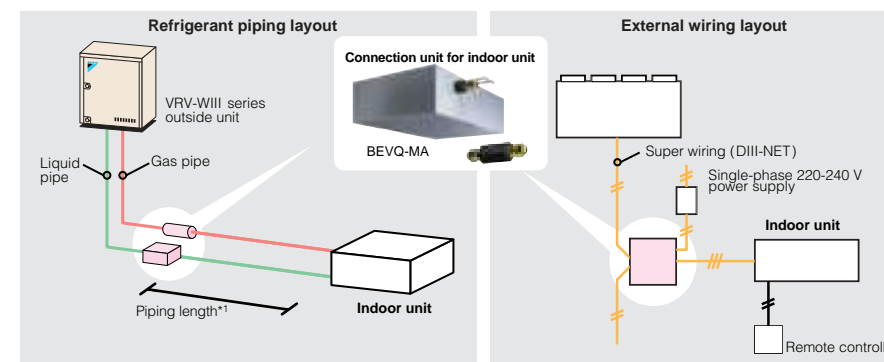 Refrigerant piping layout
VRV-WIII series
outside unit
Liquid
pipe
Gas pipe
Piping length*1
Indoor unit
Connection unit for indoor unit
BEVQ-MA
External wiring layout
Super wiring (DIII-NET)
Single-phase 220-240 V
power supply
Indoor unit
Remote control